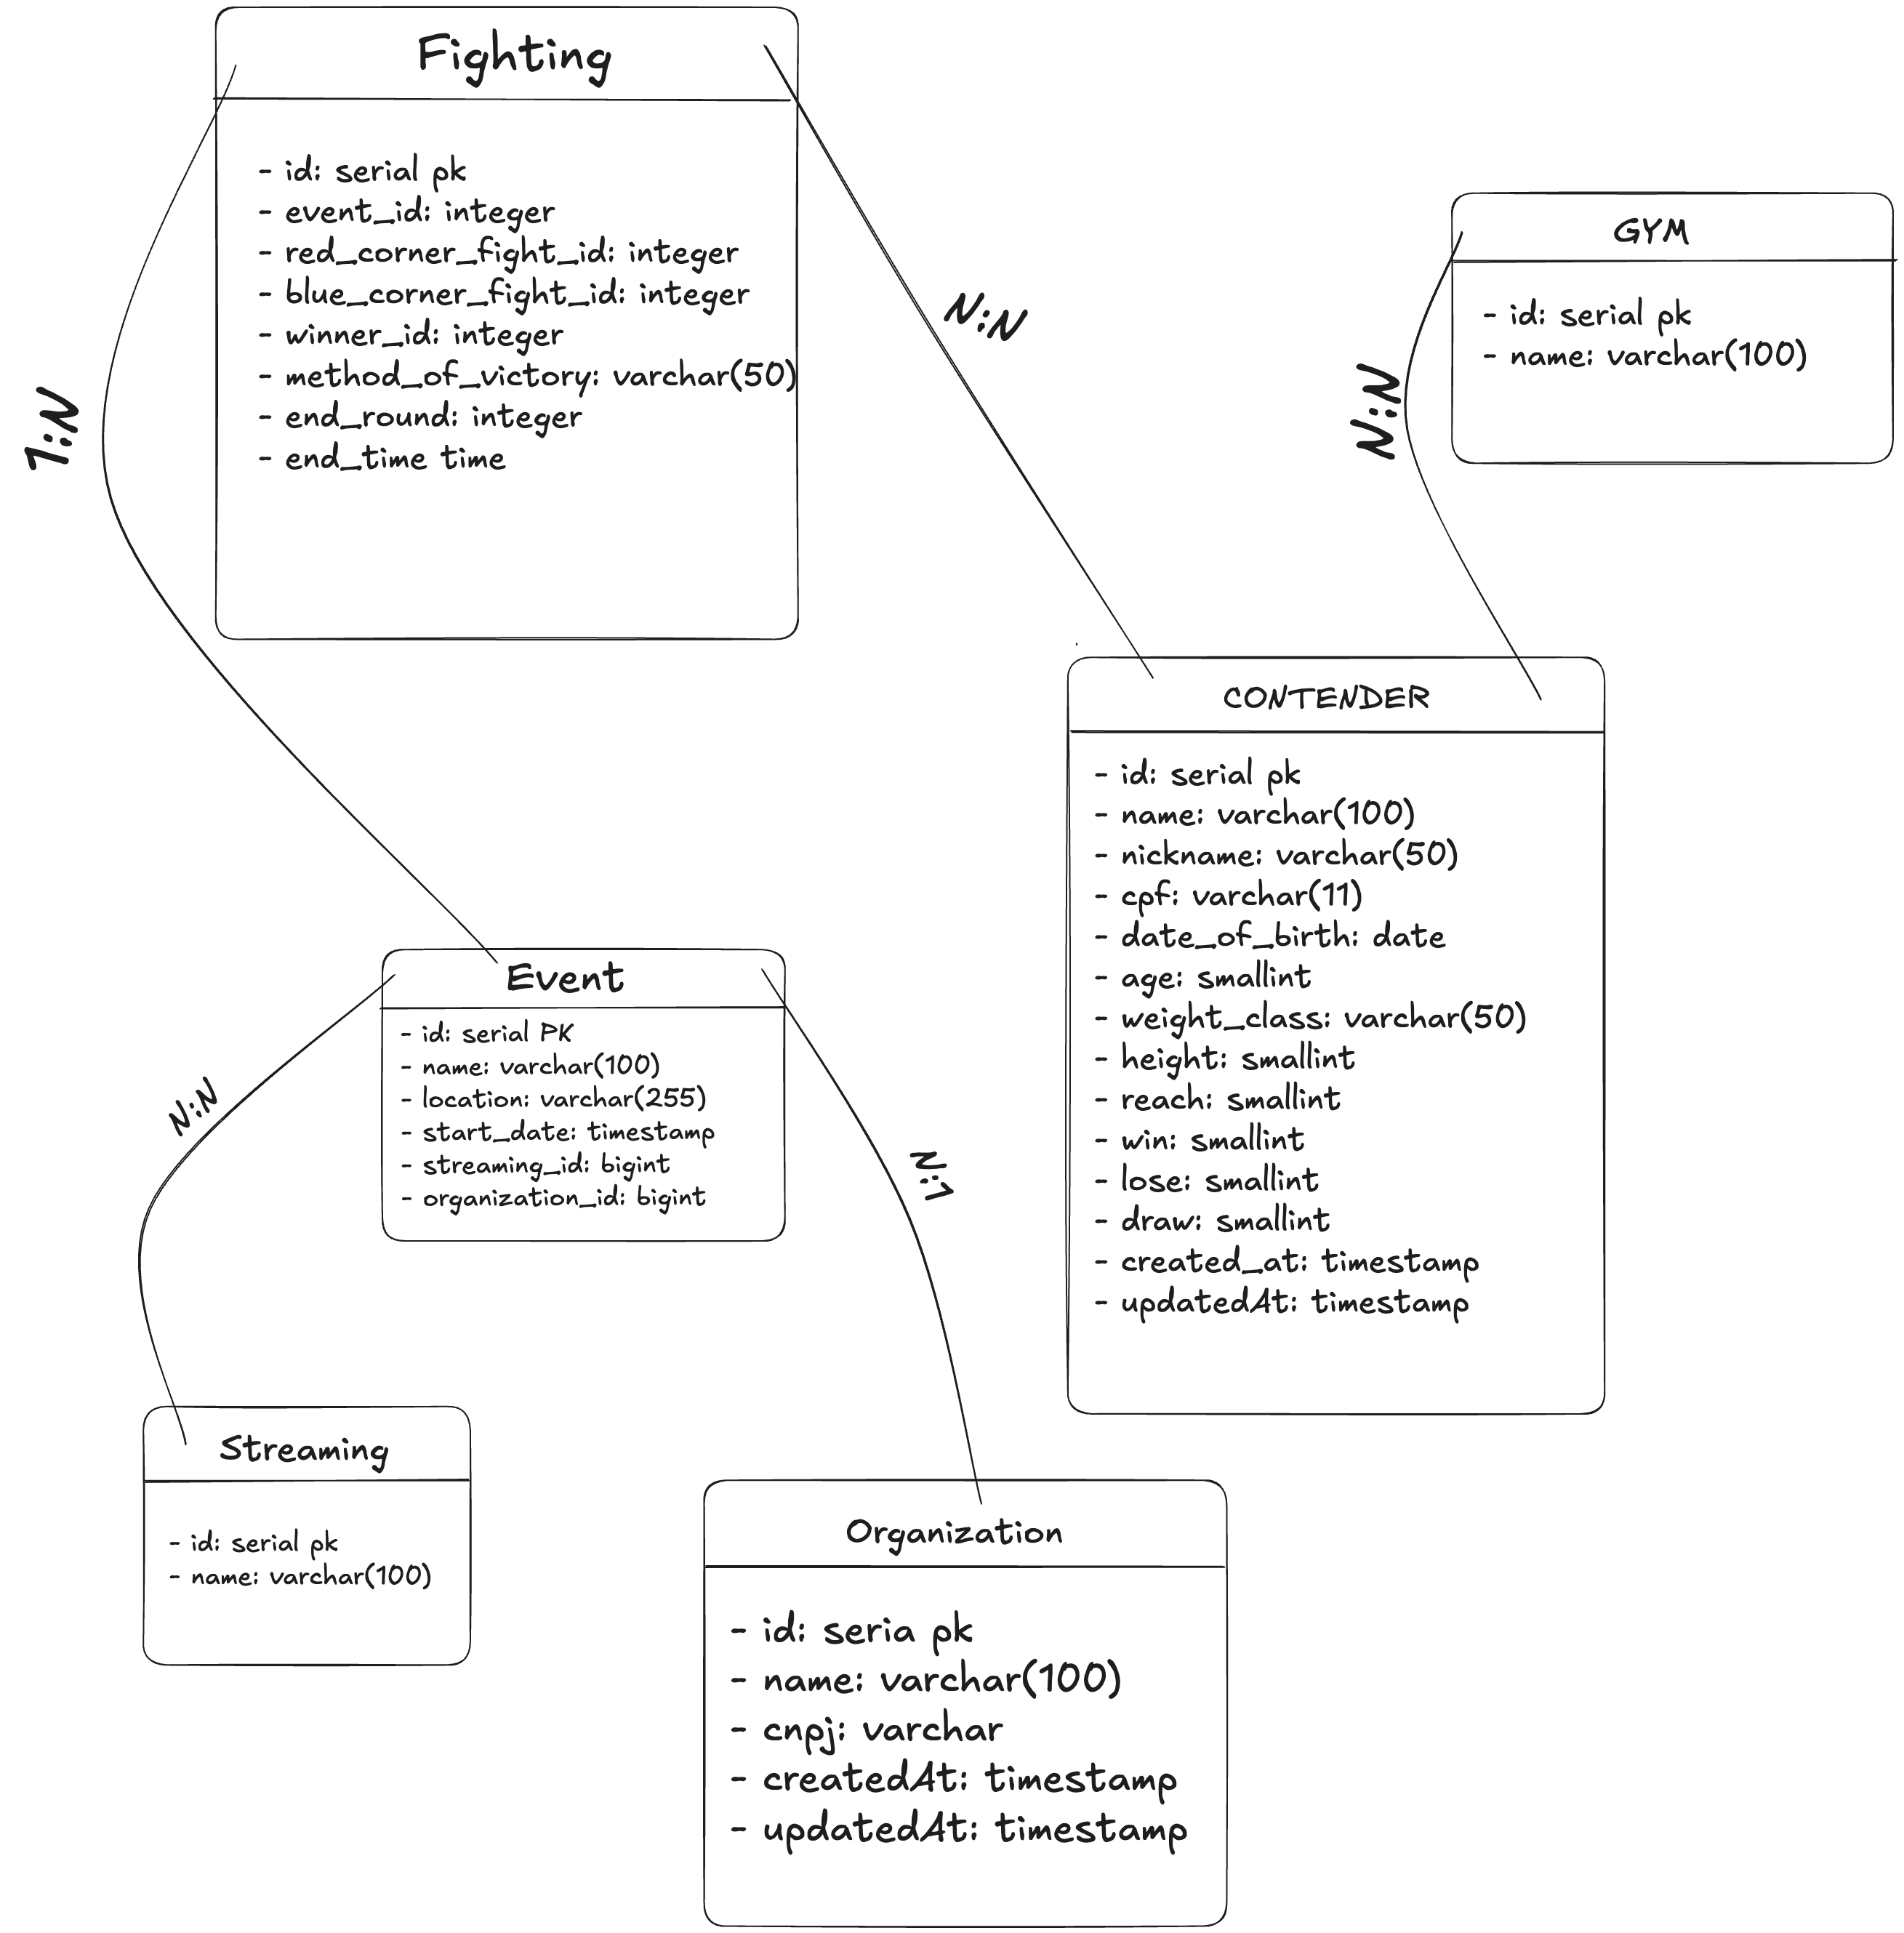 Fighting
- id: serial pk
- event_id: integer
- red_corner_fight_id: integer
- blue_corner_fight_id: integer
- winner_id: integer
- method_of_victory: varchar(50)
- end_round: integer
- end_time time
1:N
N:N
GYM
- id: serial pk
- name: varchar(100)
N:N
CONTENDER
- id: serial pk
- name: varchar(100)
- nickname: varchar(50)
- cpf: varchar(11)
- date_of_birth: date
- age: smallint
- weight_class: varchar(50)
- height: smallint
- reach: smallint
- win: smallint
- lose: smallint
- draw: smallint
- created_at: timestamp
- updatedAt: timestamp
Event
- id: serial PK
- name: varchar(100)
- location: varchar(255)
- start_date: timestamp
- streaming_id: bigint
- organization_id: bigint
N:N
N:1
Streaming
- id: serial pk
- name: varchar(100)
Organization
- id: seria pk
- name: varchar(100)
- cnpj: varchar
- createdAt: timestamp
- updatedAt: timestamp